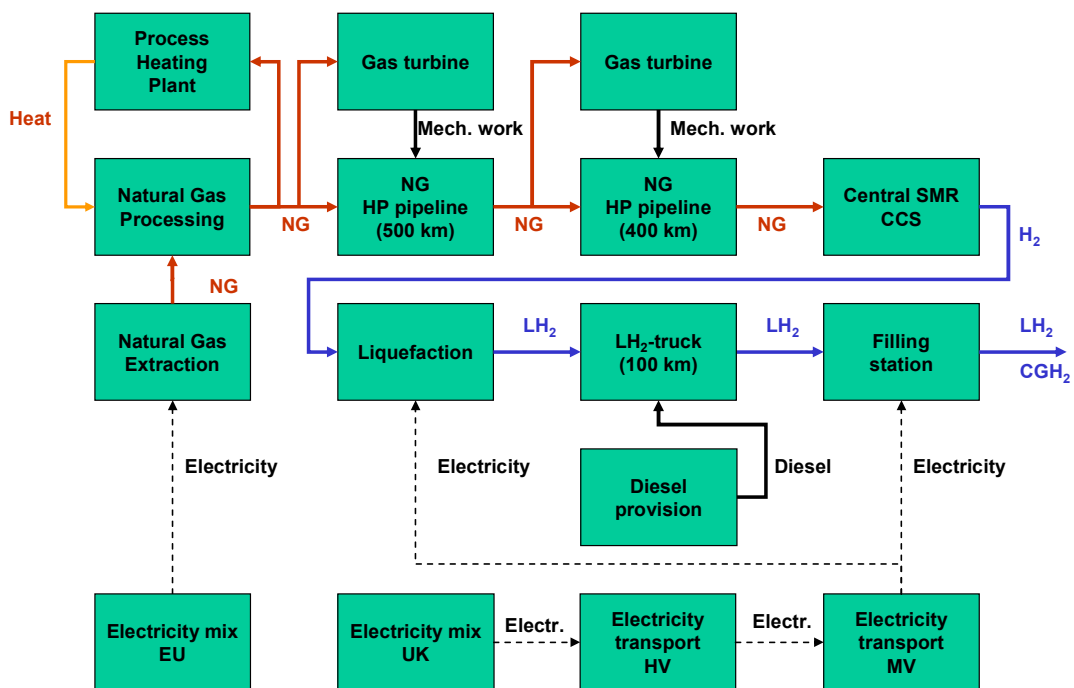 Process
Heating
Plant
Gas turbine
Gas turbine
Heat
Mech. work
Mech. work
Natural Gas
Processing
NG
HP pipeline
(500 km)
NG
HP pipeline
(400 km)
Central SMR
CCS
NG
NG
NG
H₂
NG
Natural Gas
Extraction
Liquefaction
LH₂
LH₂-truck
(100 km)
LH₂
Filling
station
LH₂
CGH₂
Electricity
Electricity
Diesel
Electricity
Diesel
provision
Electricity mix
EU
Electricity mix
UK
Electr.
Electricity
transport
HV
Electr.
Electricity
transport
MV